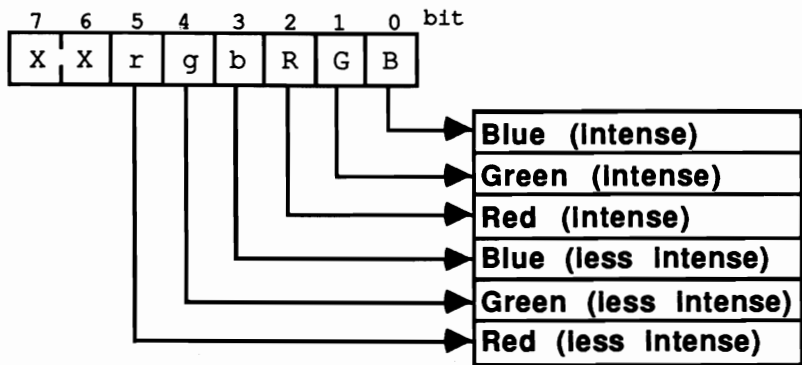 7 6 5 4 3 2 1 0 bit
X X r g b R G B
Blue (intense)
Green (intense)
Red (intense)
Blue (less intense)
Green (less intense)
Red (less intense)